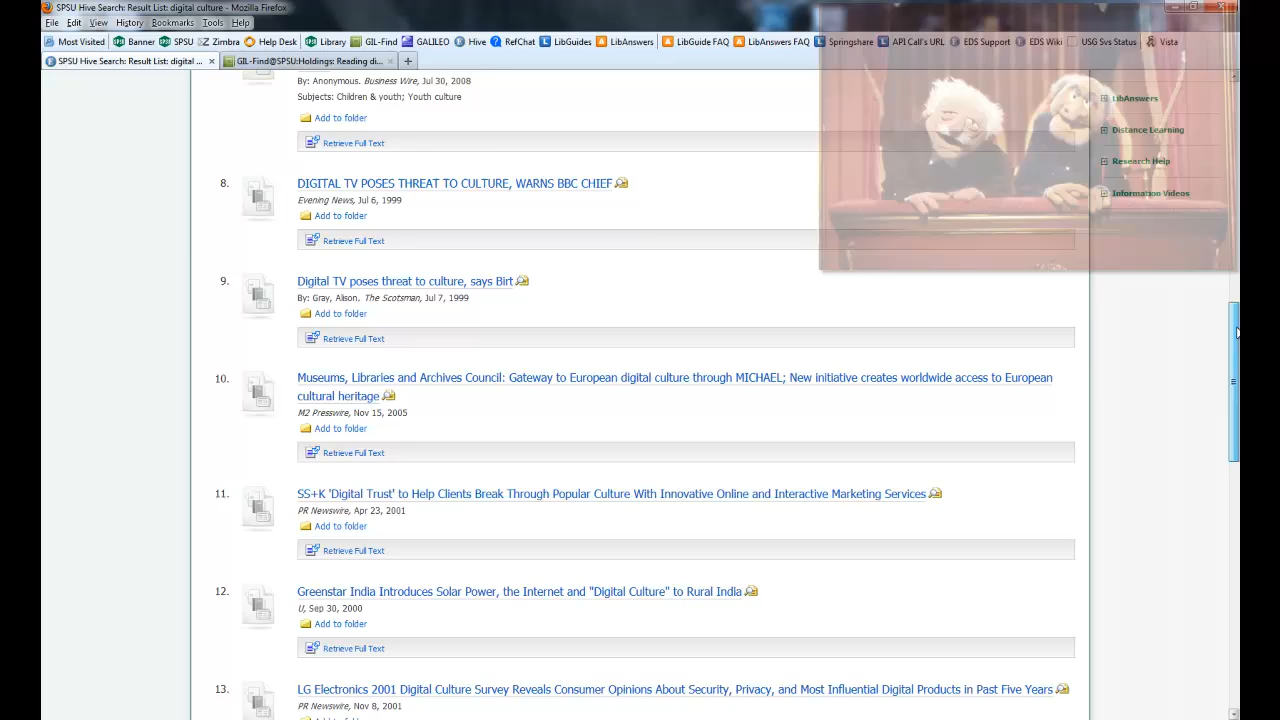 SPSU Hive Search: Result List: digital culture - Mozilla Firefox
File Edit View History Bookmarks Tools Help
Most Visited Banner SPSU Zimbra Help Desk Library GIL-Find GALILEO Hive RefChat LibGuides LibAnswers LibGuide FAQ LibAnswers FAQ Springshare API Call's URL EDS Support EDS Wiki USG Svs Status Vista
SPSU Hive Search: Result List: digital ... × GIL-Find@SPSU:Holdings: Reading di... × +
By: Anonymous. Business Wire, Jul 30, 2008
Subjects: Children & youth; Youth culture
Add to folder
Retrieve Full Text
8. DIGITAL TV POSES THREAT TO CULTURE, WARNS BBC CHIEF
Evening News, Jul 6, 1999
Add to folder
Retrieve Full Text
9. Digital TV poses threat to culture, says Birt
By: Gray, Alison. The Scotsman, Jul 7, 1999
Add to folder
Retrieve Full Text
10. Museums, Libraries and Archives Council: Gateway to European digital culture through MICHAEL; New initiative creates worldwide access to European
cultural heritage
M2 Presswire, Nov 15, 2005
Add to folder
Retrieve Full Text
11. SS+K 'Digital Trust' to Help Clients Break Through Popular Culture With Innovative Online and Interactive Marketing Services
PR Newswire, Apr 23, 2001
Add to folder
Retrieve Full Text
12. Greenstar India Introduces Solar Power, the Internet and "Digital Culture" to Rural India
U, Sep 30, 2000
Add to folder
Retrieve Full Text
13. LG Electronics 2001 Digital Culture Survey Reveals Consumer Opinions About Security, Privacy, and Most Influential Digital Products in Past Five Years
PR Newswire, Nov 8, 2001
LibAnswers
Distance Learning
Research Help
Information Videos